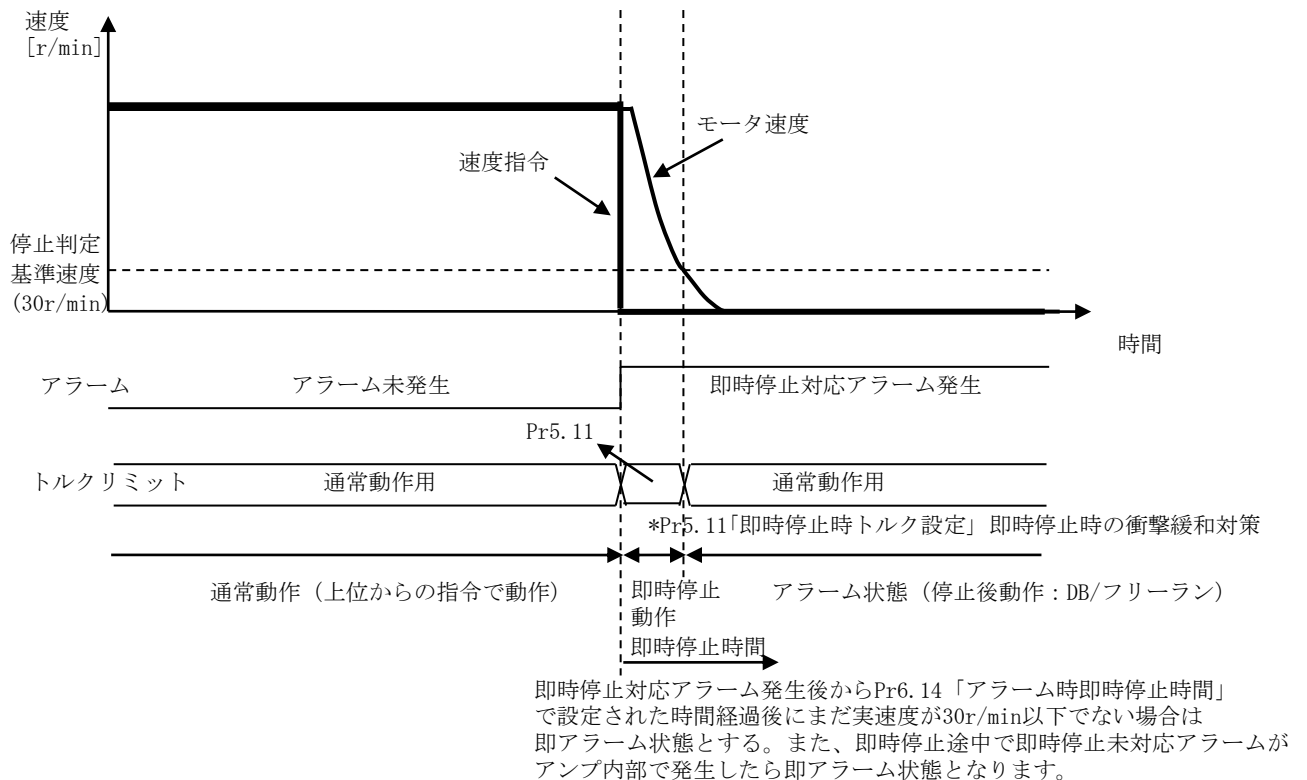 速度
[r/min]
モータ速度
速度指令
停止判定
基準速度
(30r/min)
時間
アラーム
アラーム未発生
即時停止対応アラーム発生
Pr5.11
トルクリミット
通常動作用
通常動作用
*Pr5.11「即時停止時トルク設定」即時停止時の衝撃緩和対策
通常動作（上位からの指令で動作）
即時停止
動作
アラーム状態（停止後動作：DB/フリーラン）
即時停止時間
即時停止対応アラーム発生後からPr6.14「アラーム時即時停止時間」
で設定された時間経過後にまだ実速度が30r/min以下でない場合は
即アラーム状態とする。また、即時停止途中で即時停止未対応アラームが
アンプ内部で発生したら即アラーム状態となります。